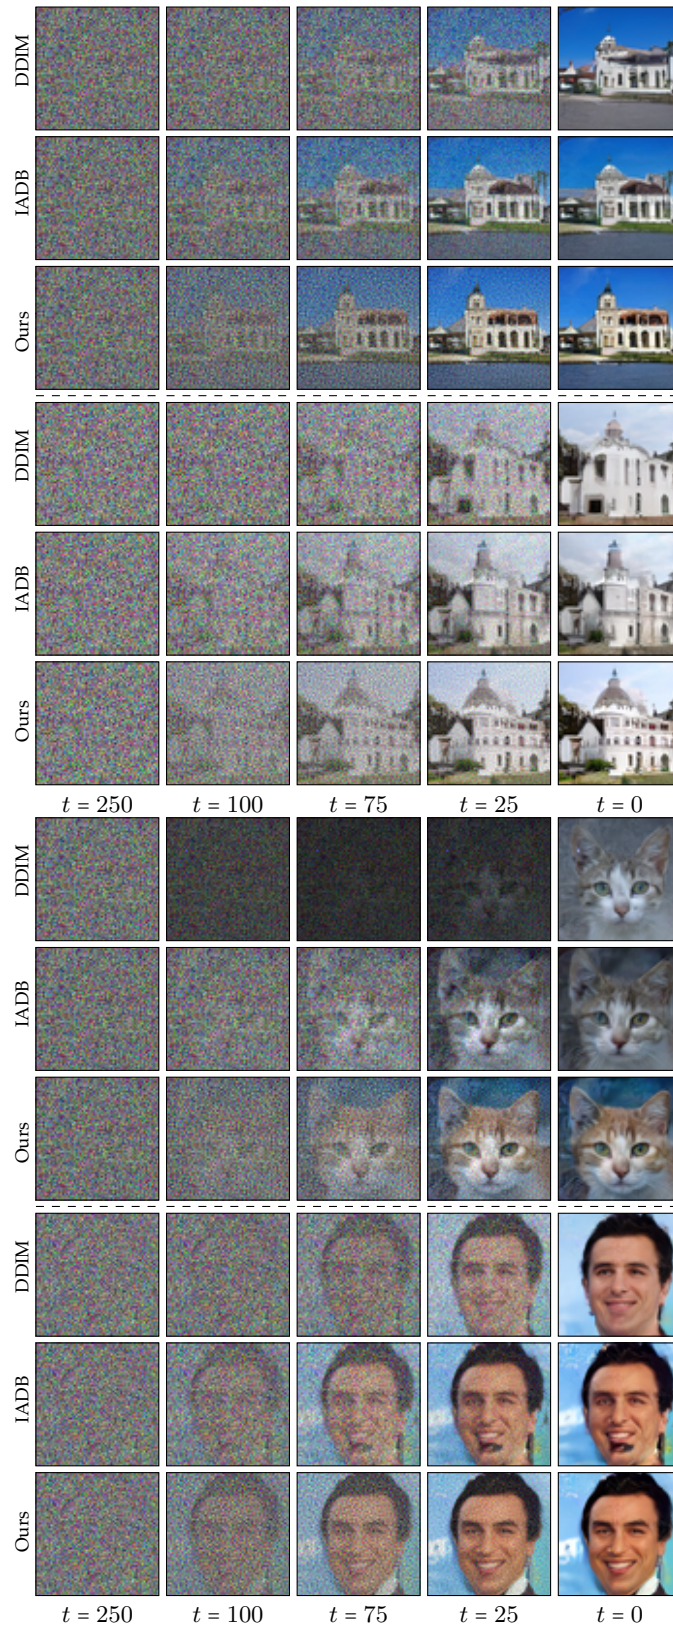 DDIM
IADB
Ours
DDIM
IADB
Ours
t = 250 t = 100 t = 75 t = 25 t = 0
DDIM
IADB
Ours
DDIM
IADB
Ours
t = 250 t = 100 t = 75 t = 25 t = 0